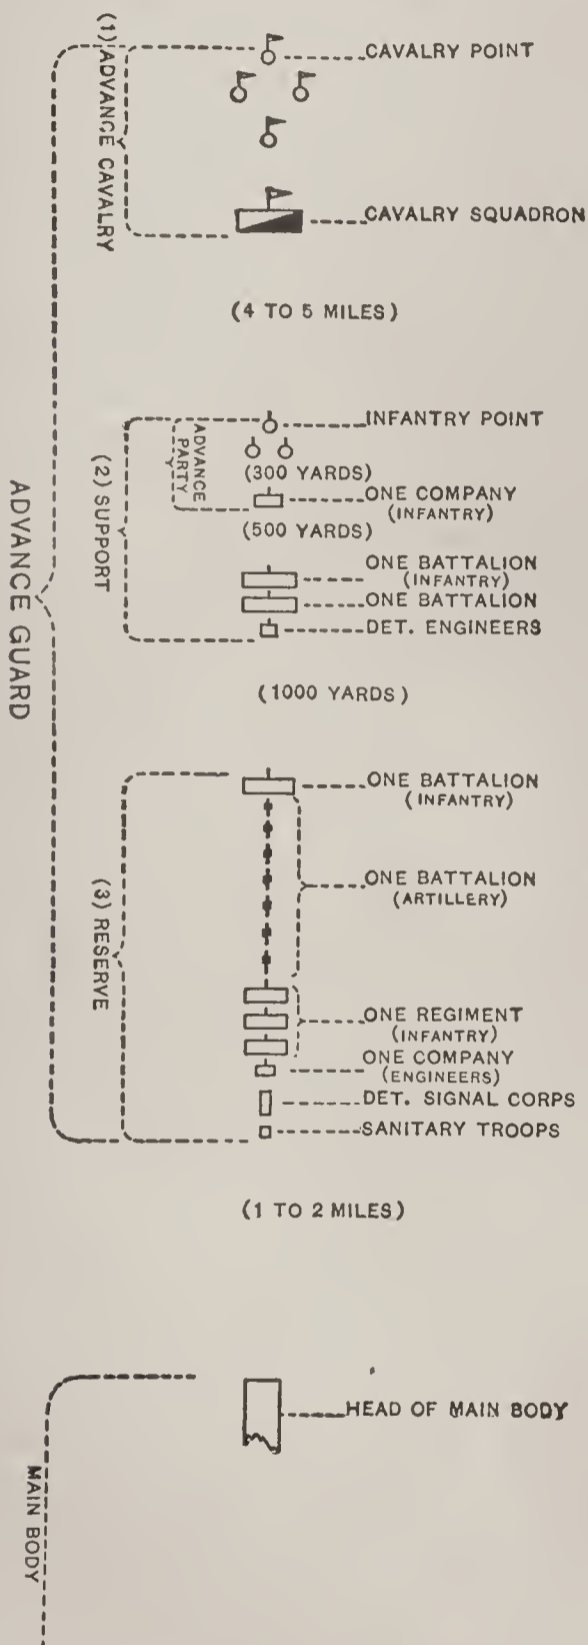 (1) ADVANCE CAVALRY
CAVALRY POINT
CAVALRY SQUADRON
(4 TO 5 MILES)
ADVANCE GUARD
(2) SUPPORT
ADVANCE
PARTY
INFANTRY POINT
(300 YARDS)
ONE COMPANY
(INFANTRY)
(500 YARDS)
ONE BATTALION
(INFANTRY)
ONE BATTALION
DET. ENGINEERS
(1000 YARDS)
(3) RESERVE
ONE BATTALION
(INFANTRY)
ONE BATTALION
(ARTILLERY)
ONE REGIMENT
(INFANTRY)
ONE COMPANY
(ENGINEERS)
DET. SIGNAL CORPS
SANITARY TROOPS
(1 TO 2 MILES)
HEAD OF MAIN BODY
MAIN BODY